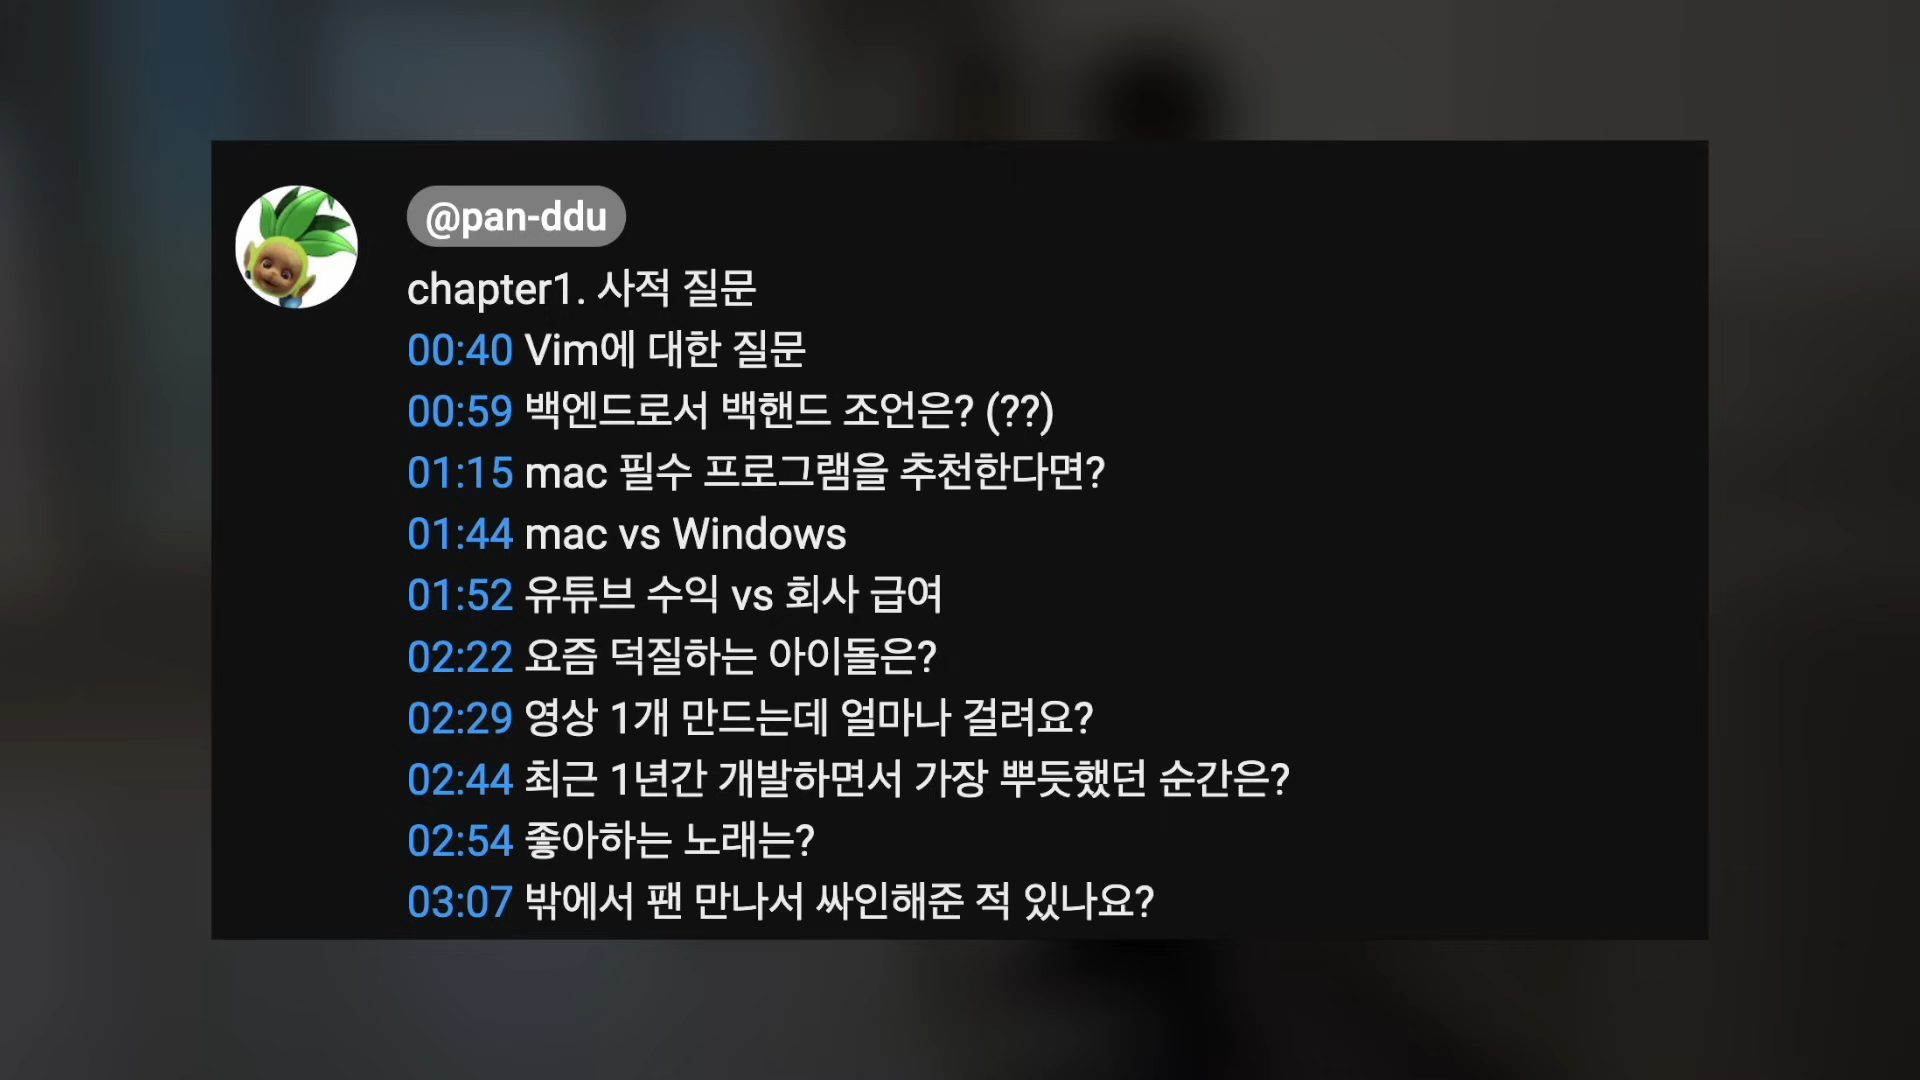 @pan-ddu
chapter1. 사적 질문
00:40 Vim에 대한 질문
00:59 백엔드로서 백핸드 조언은? (??)
01:15 mac 필수 프로그램을 추천한다면?
01:44 mac vs Windows
01:52 유튜브 수익 vs 회사 급여
02:22 요즘 덕질하는 아이돌은?
02:29 영상 1개 만드는데 얼마나 걸려요?
02:44 최근 1년간 개발하면서 가장 뿌듯했던 순간은?
02:54 좋아하는 노래는?
03:07 밖에서 팬 만나서 싸인해준 적 있나요?